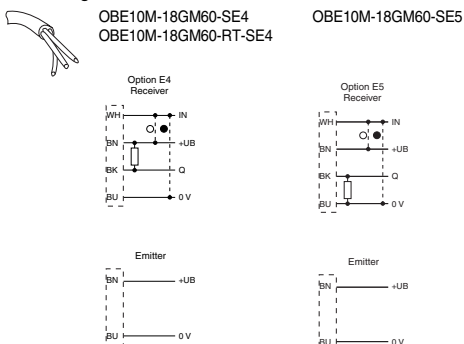 OBE10M-18GM60-SE4 OBE10M-18GM60-SE5
OBE10M-18GM60-RT-SE4
Option E4
Receiver
WH IN
BN +UB
BK Q
BU 0 V
Option E5
Receiver
WH IN
BN +UB
BK Q
BU 0 V
Emitter
BN +UB
BU 0 V
Emitter
BN +UB
BU 0 V